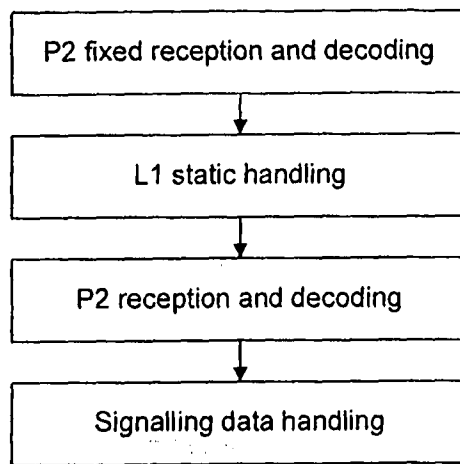 P2 fixed reception and decoding
L1 static handling
P2 reception and decoding
Signalling data handling